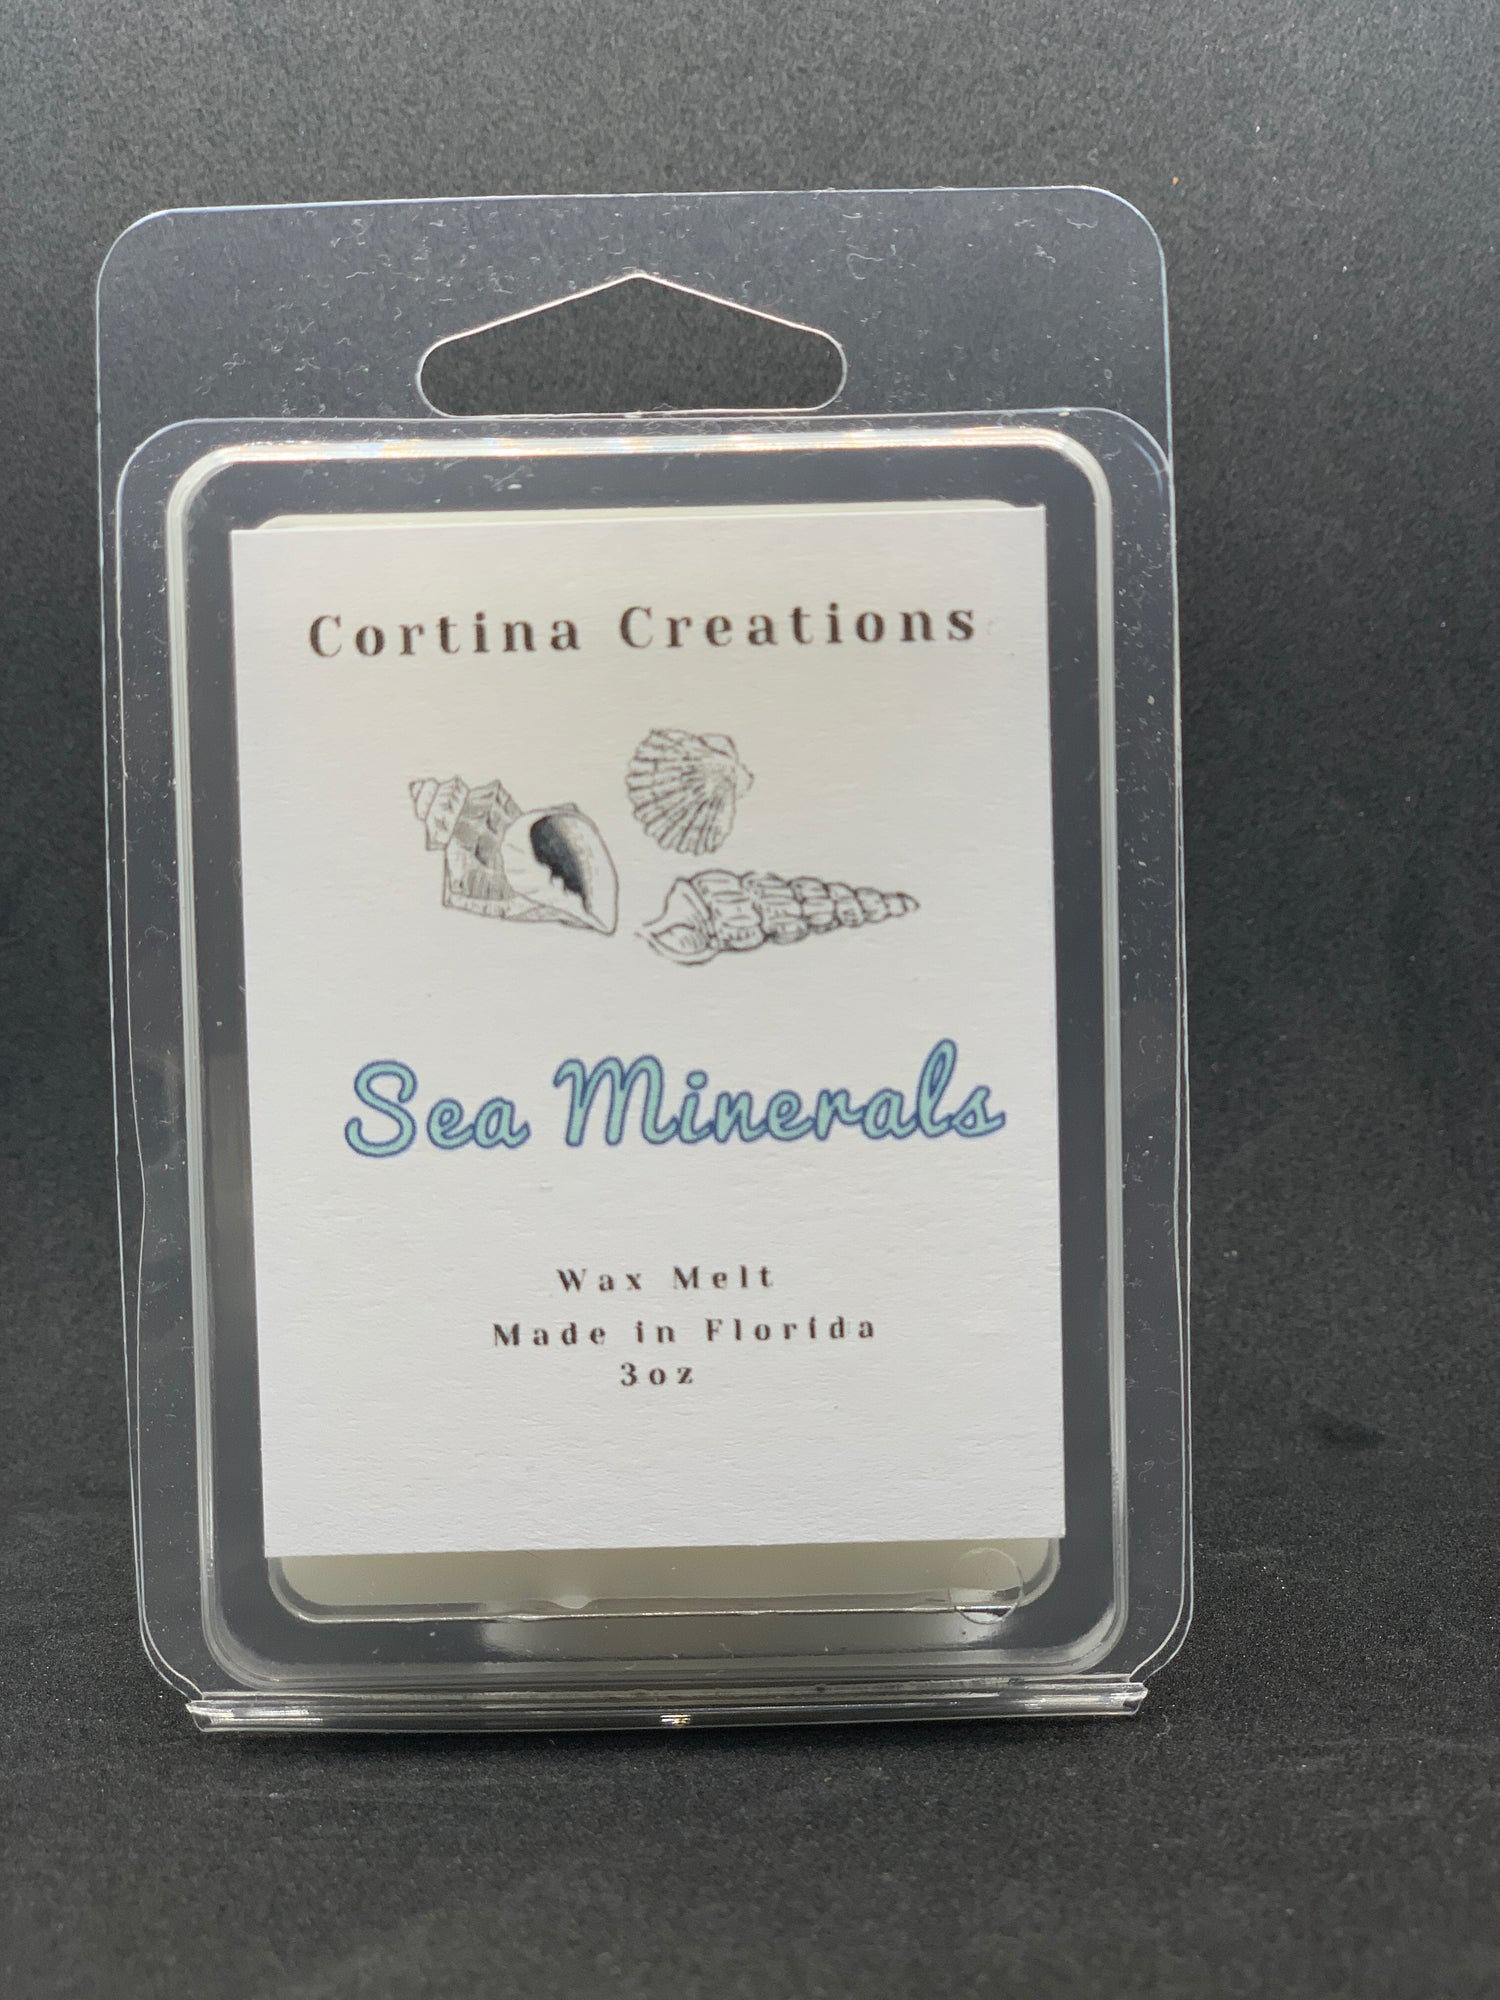 Cortina Creations
Sea Minerals
Wax Melt
Made in Florida
3oz